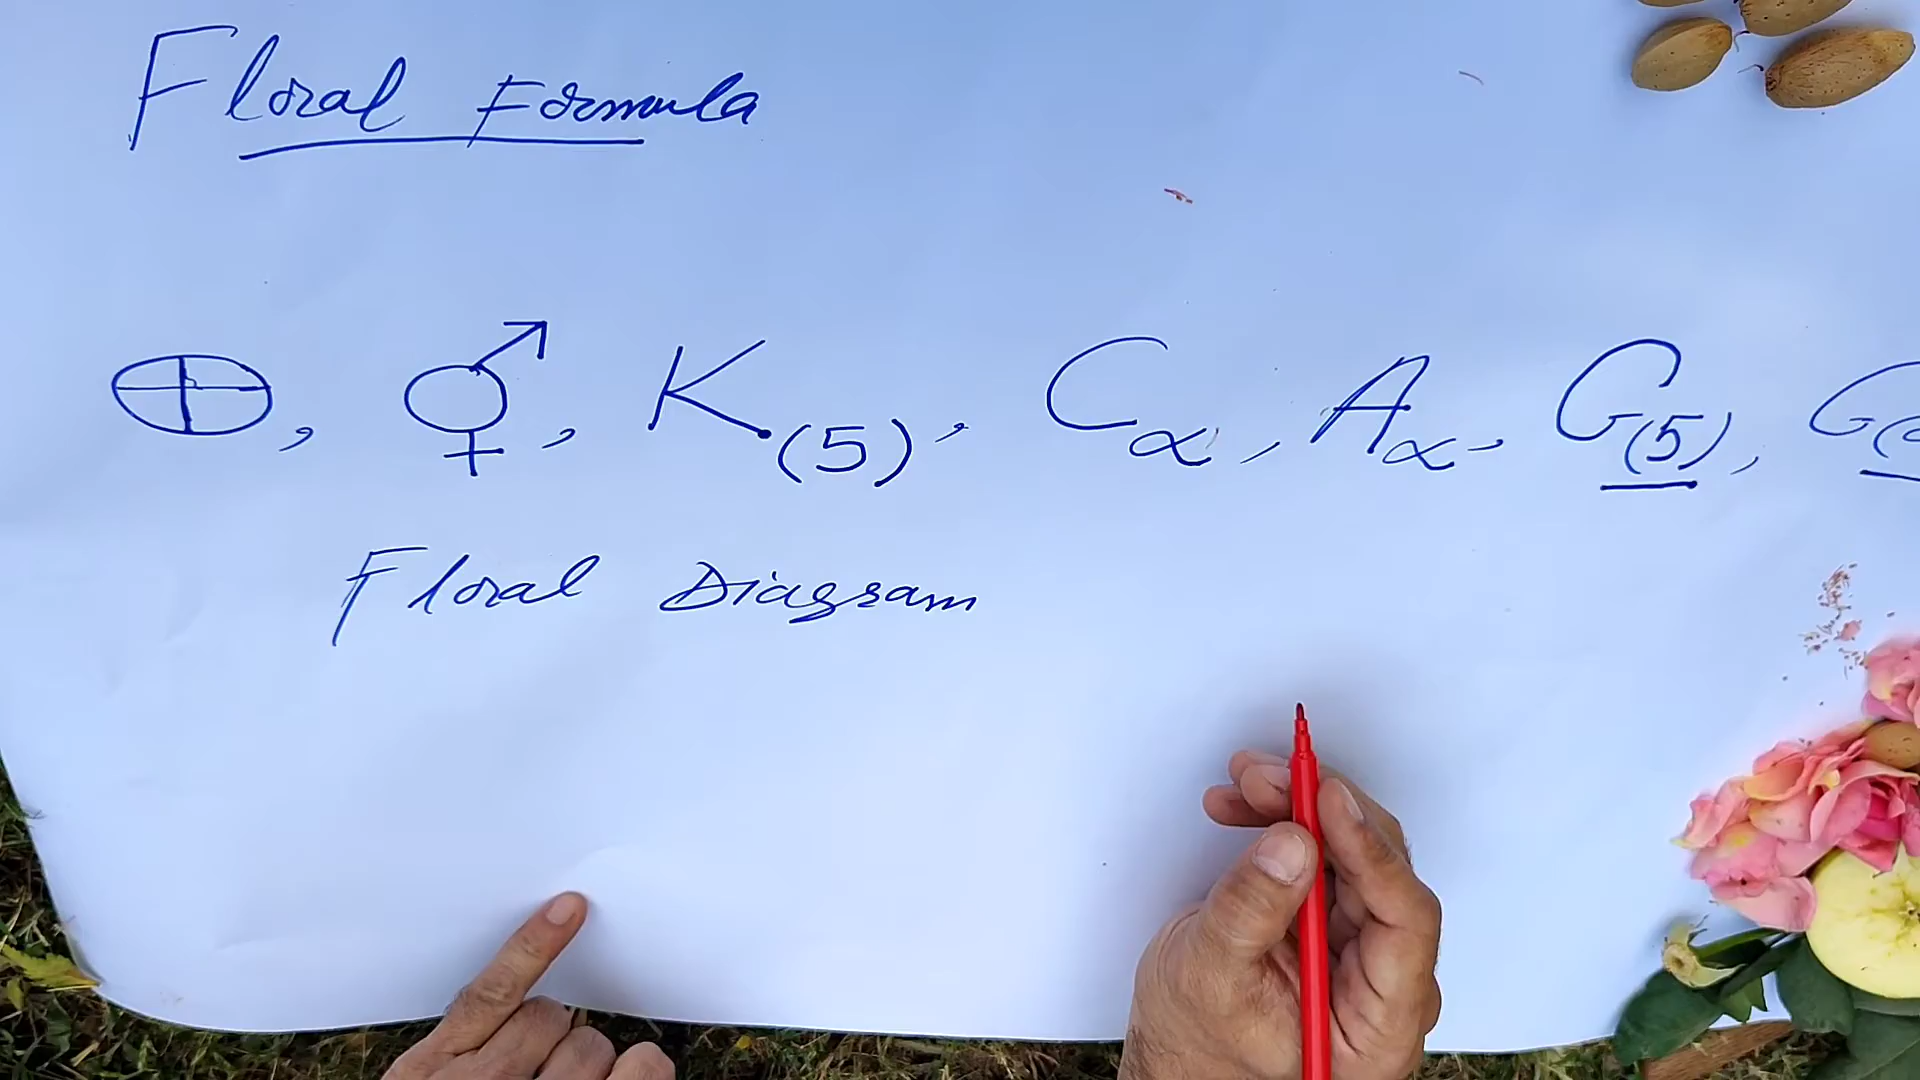 Floral Formula
⊕, ⚥, K(5), C∝, A∝, G(5), G(
Floral Diagram